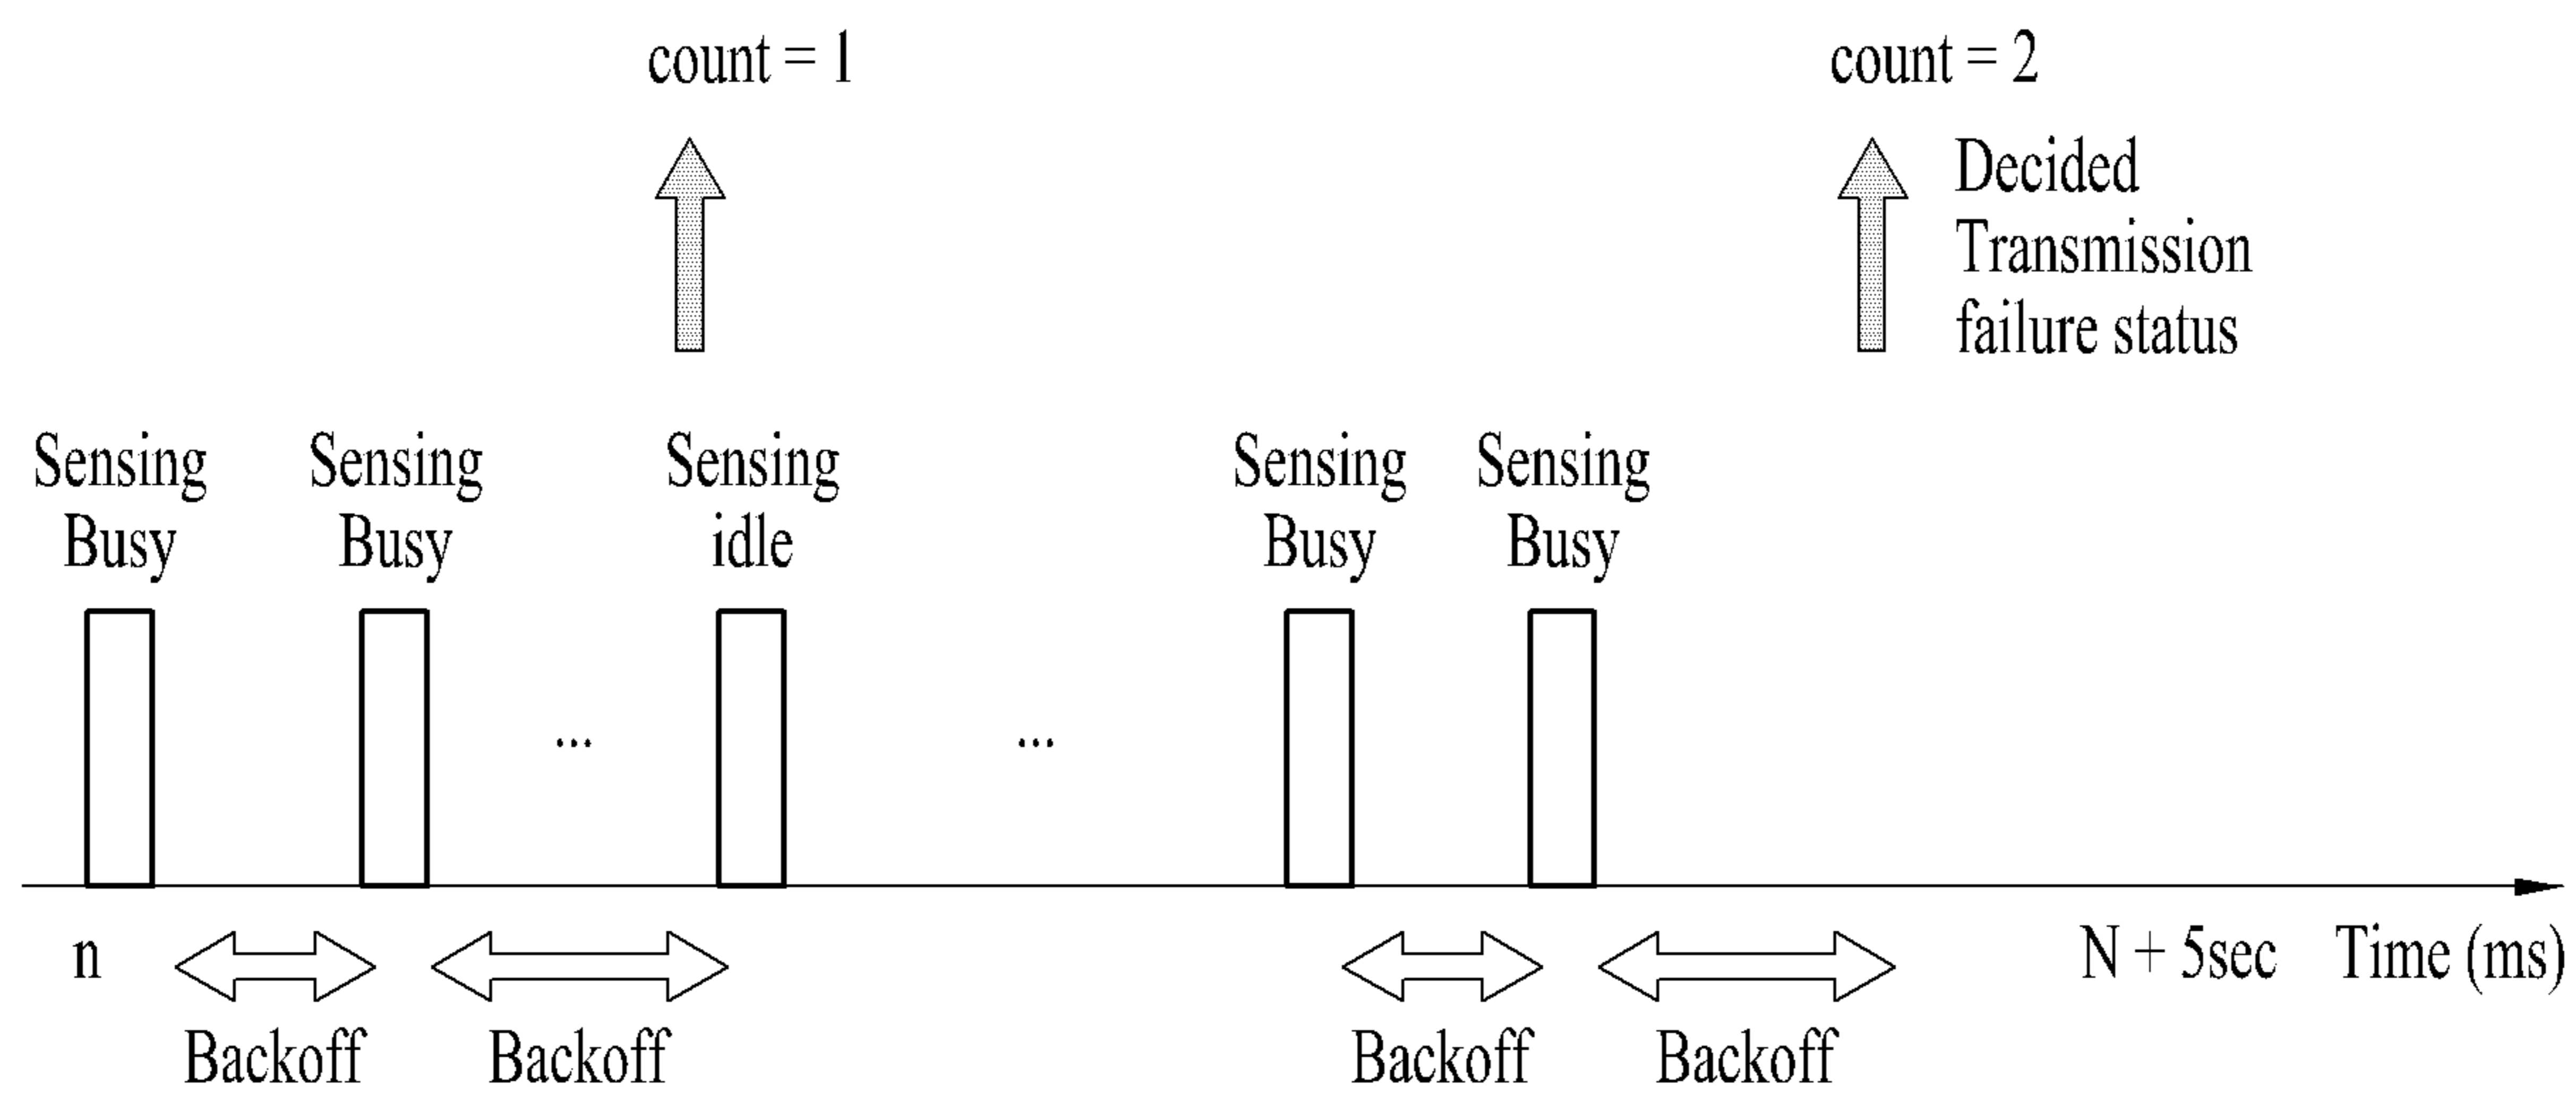 count = 1
count = 2
Decided
Transmission
failure status
Sensing
Busy
Sensing
Busy
Sensing
idle
Sensing
Busy
Sensing
Busy
...
...
n
N + 5sec
Time (ms)
Backoff
Backoff
Backoff
Backoff